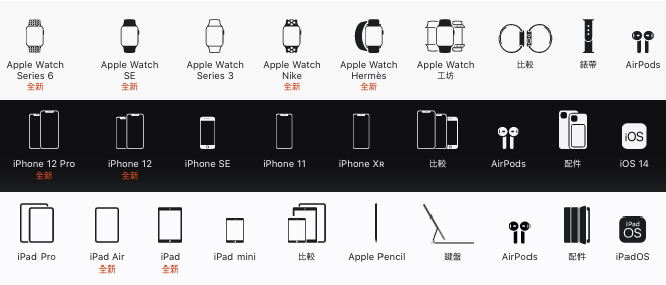 Apple Watch Series 6
全新
Apple Watch SE
全新
Apple Watch Series 3
Apple Watch Nike
全新
Apple Watch Hermès
全新
Apple Watch 工坊
比較
錶帶
AirPods
iPhone 12 Pro
全新
iPhone 12
全新
iPhone SE
iPhone 11
iPhone XR
比較
AirPods
配件
iOS
iOS 14
iPad Pro
iPad Air
全新
iPad
全新
iPad mini
比較
Apple Pencil
鍵盤
AirPods
配件
iPad
OS
iPadOS